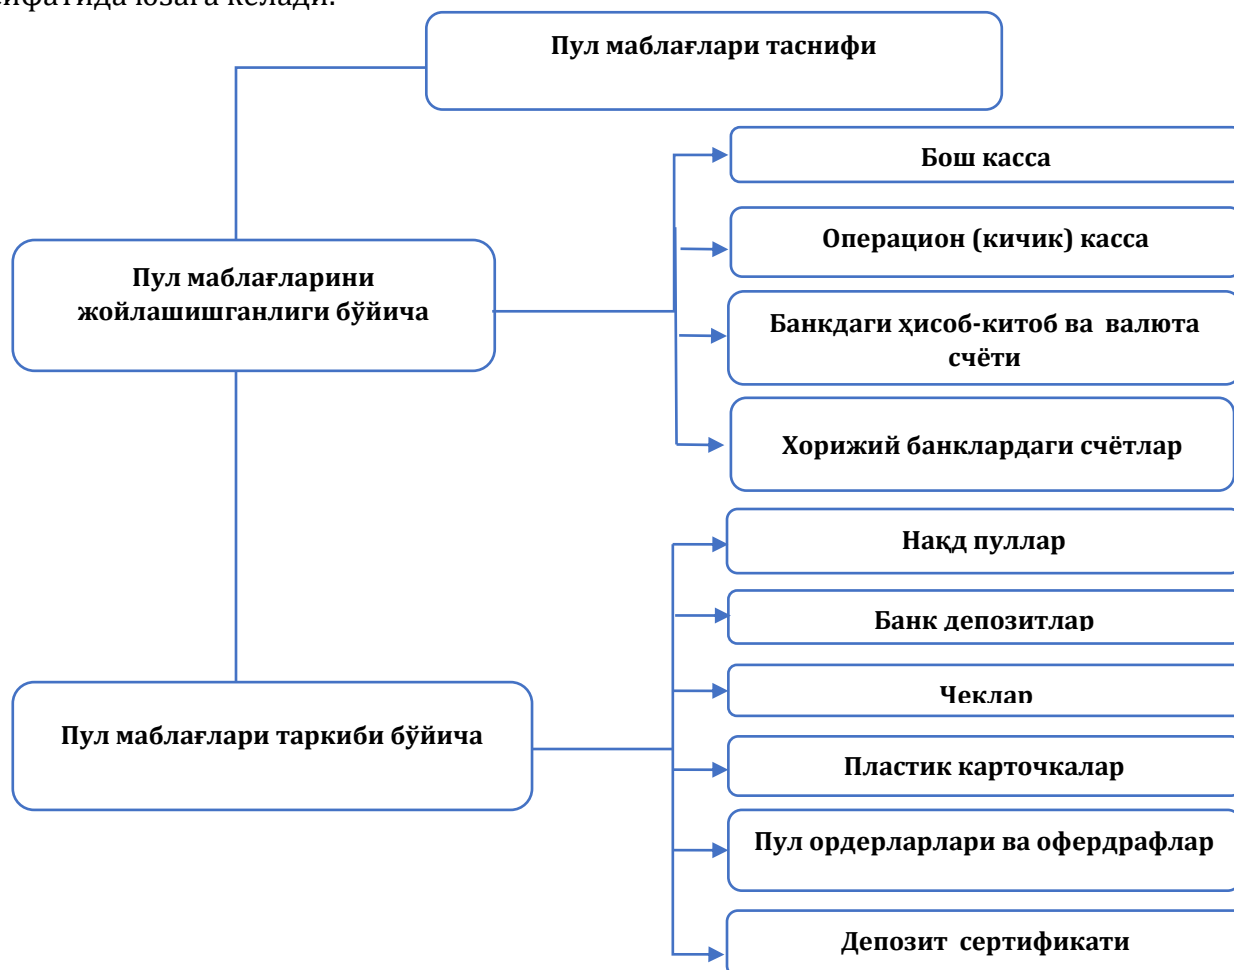 юзага келади.
Пул маблағлари таснифи
Бош касса
Операцион (кичик) касса
Пул маблағларини
жойлашишганлиги бўйича
Банкдаги ҳисоб-китоб ва валюта
счёти
Хорижий банклардаги счётлар
Нақд пуллар
Банк депозитлар
Чеклар
Пул маблағлари таркиби бўйича
Пластик карточкалар
Пул ордерларлари ва офердрафлар
Депозит сертификати